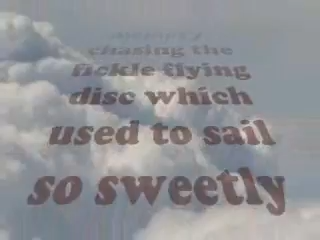 chasing the
fickle flying
disc which
used to sail
so sweetly